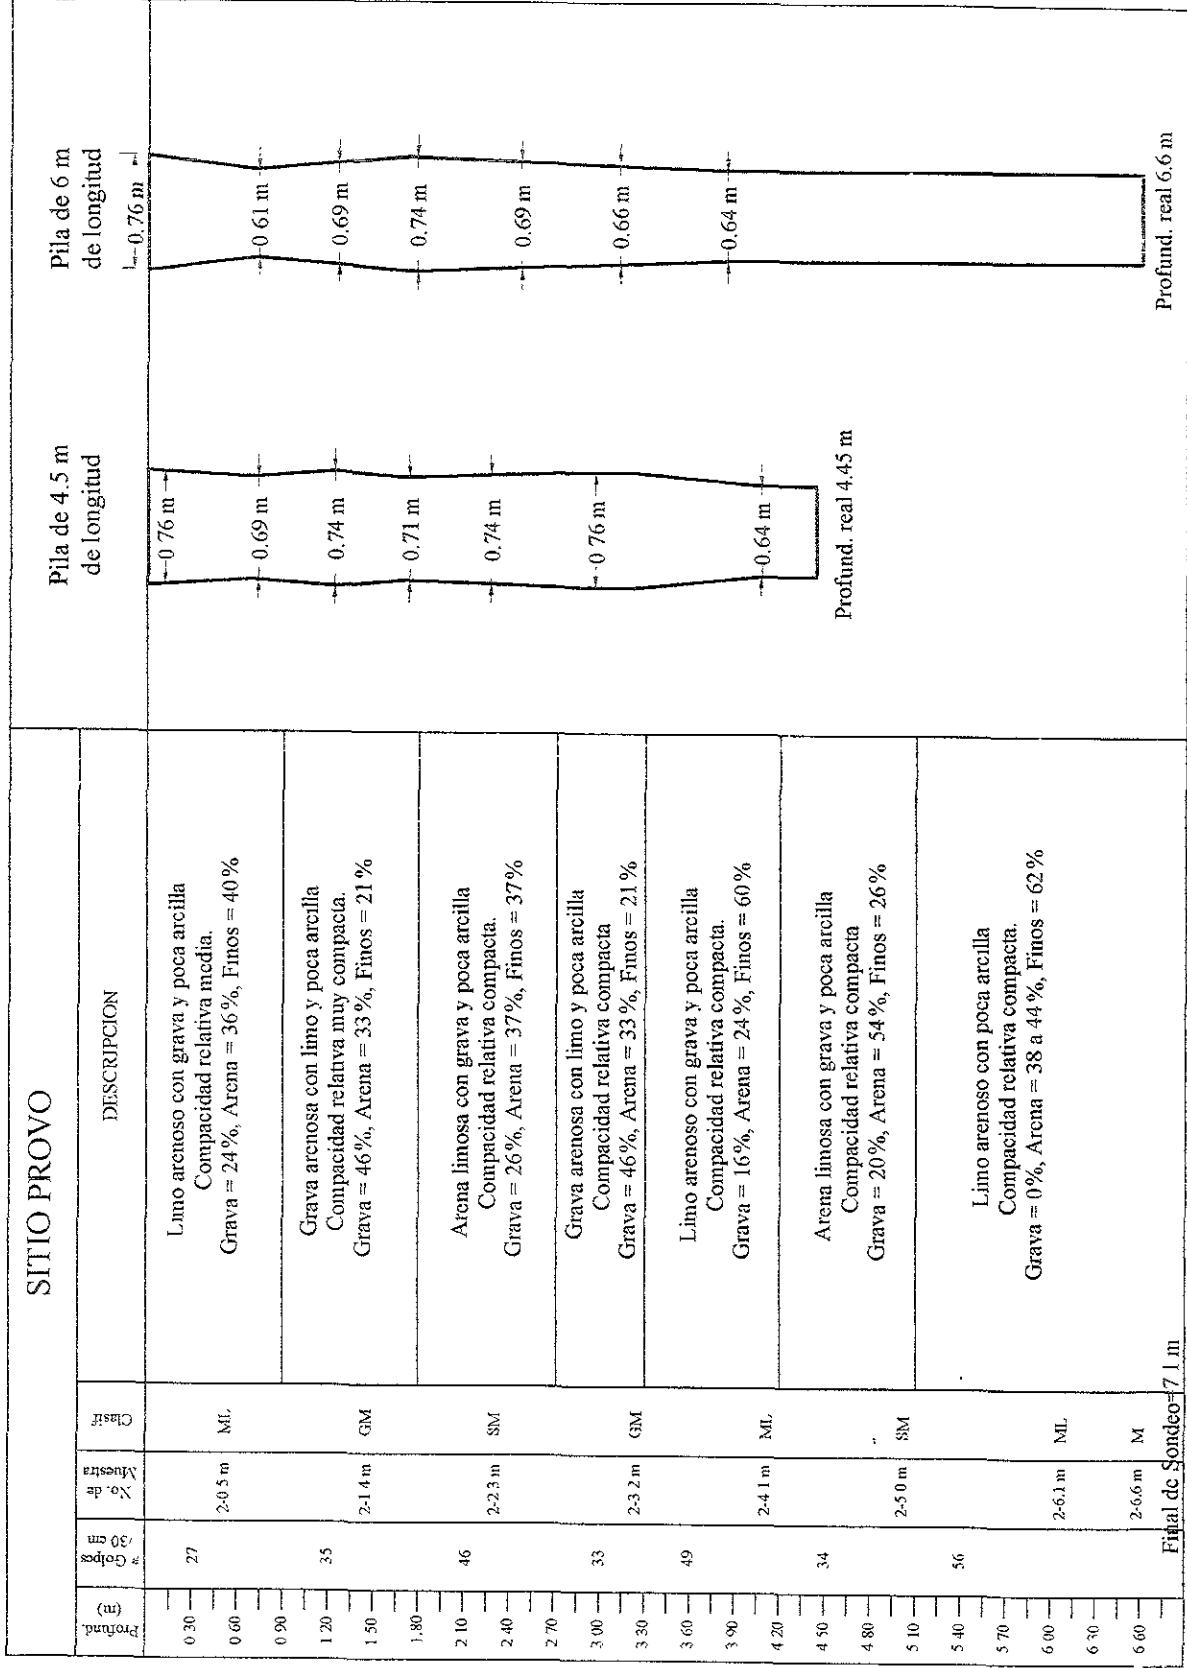 SITIO PROVO
Profund.
(m)
# Golpes
/30 cm
No. de
Muestra
Clasif
DESCRIPCION
Pila de 4.5 m
de longitud
Pila de 6 m
de longitud
0 30
0 60
0 90
1 20
1 50
1.80
2 10
2 40
2 70
3 00
3 30
3 60
3 90
4 20
4 50
4 80
5 10
5 40
5 70
6 00
6 30
6 60
27
35
46
33
49
34
56
2-0 5 m
2-1 4 m
2-2 3 m
2-3 2 m
2-4 1 m
2-5 0 m
2-6.1 m
2-6.6 m
ML
GM
SM
GM
ML
SM
ML
M
Limo arenoso con grava y poca arcilla
Compacidad relativa media.
Grava = 24%, Arena = 36%, Finos = 40%
Grava arenosa con limo y poca arcilla
Compacidad relativa muy compacta.
Grava = 46%, Arena = 33%, Finos = 21%
Arena limosa con grava y poca arcilla
Compacidad relativa compacta.
Grava = 26%, Arena = 37%, Finos = 37%
Grava arenosa con limo y poca arcilla
Compacidad relativa compacta
Grava = 46%, Arena = 33%, Finos = 21%
Limo arenoso con grava y poca arcilla
Compacidad relativa compacta.
Grava = 16%, Arena = 24%, Finos = 60%
Arena limosa con grava y poca arcilla
Compacidad relativa compacta
Grava = 20%, Arena = 54%, Finos = 26%
Limo arenoso con poca arcilla
Compacidad relativa compacta.
Grava = 0%, Arena = 38 a 44%, Finos = 62%
Final de Sondeo=7 1 m
0 76 m
0.69 m
0.74 m
0.71 m
0.74 m
0 76 m
0.64 m
Profund. real 4.45 m
0.76 m
0 61 m
0.69 m
0.74 m
0.69 m
0.66 m
0.64 m
Profund. real 6.6 m